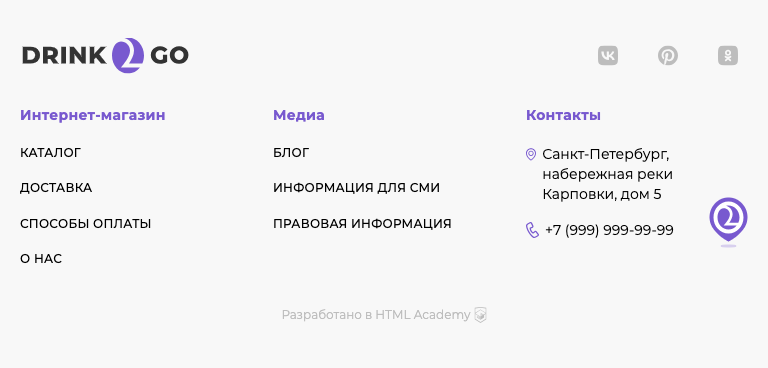 DRINK 2 GO
Интернет-магазин
КАТАЛОГ
ДОСТАВКА
СПОСОБЫ ОПЛАТЫ
О НАС
Медиа
БЛОГ
ИНФОРМАЦИЯ ДЛЯ СМИ
ПРАВОВАЯ ИНФОРМАЦИЯ
Контакты
Санкт-Петербург,
набережная реки
Карповки, дом 5
+7 (999) 999-99-99
2
Разработано в HTML Academy